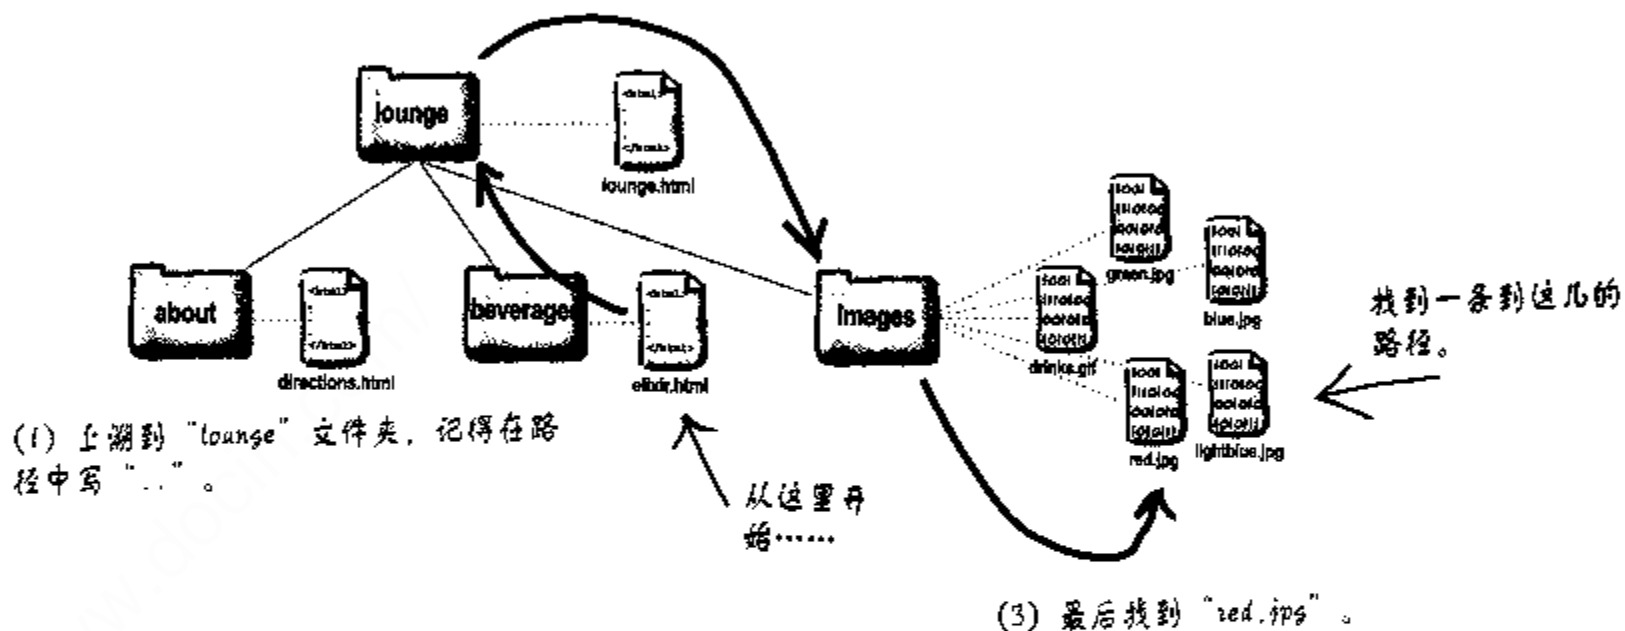 lounge
<html>
</html>
lounge.html
green.jpg
blue.jpg
about
directions.html
beverages
elixir.html
images
drinks.gif
red.jpg
lightblue.jpg
找到一条到这儿的
路径。
(1) 上溯到 "lounge" 文件夹，记得在路
径中写 ".." 。
从这里开
始……
(3) 最后找到 "red.jpg" 。